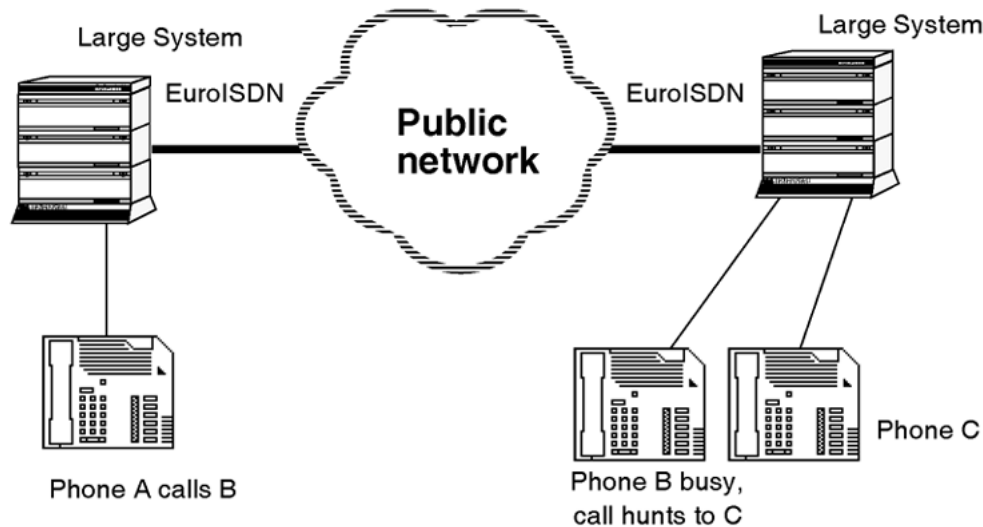 Large System
Large System
EuroISDN
EuroISDN
Public
network
Phone A calls B
Phone B busy,
call hunts to C
Phone C